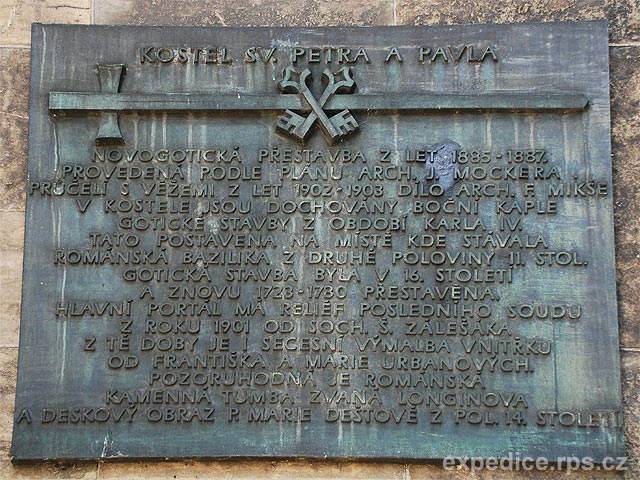 KOSTEL SV. PETRA A PAVLA
NOVOGOTICKÁ PŘESTAVBA Z LET 1885-1887.
PROVEDENA PODLE PLÁNU ARCH. J. MOCKERA.
PRŮČELÍ S VĚŽEMI Z LET 1902-1903 DÍLO ARCH. F. MIKŠE
V KOSTELE JSOU DOCHOVÁNY BOČNÍ KAPLE
GOTICKÉ STAVBY Z OBDOBÍ KARLA IV.
TATO POSTAVENA NA MÍSTĚ KDE STÁVALA
ROMÁNSKÁ BAZILIKA Z DRUHÉ POLOVINY 11. STOL.
GOTICKÁ STAVBA BYLA V 16. STOLETÍ
A ZNOVU 1723-1730 PŘESTAVĚNA.
HLAVNÍ PORTÁL MÁ RELIÉF POSLEDNÍHO SOUDU
Z ROKU 1901 OD SOCH. Š. ZÁLEŠÁKA
Z TÉ DOBY JE I SECESNÍ VÝMALBA VNITŘKU
OD FRANTIŠKA A MARIE URBANOVÝCH.
POZORUHODNÁ JE ROMÁNSKÁ
KAMENNÁ TUMBA ZVANÁ LONGINOVA
A DESKOVÝ OBRAZ P. MARIE DEŠŤOVÉ Z POL. 14. STOLETÍ
expedice.rps.cz